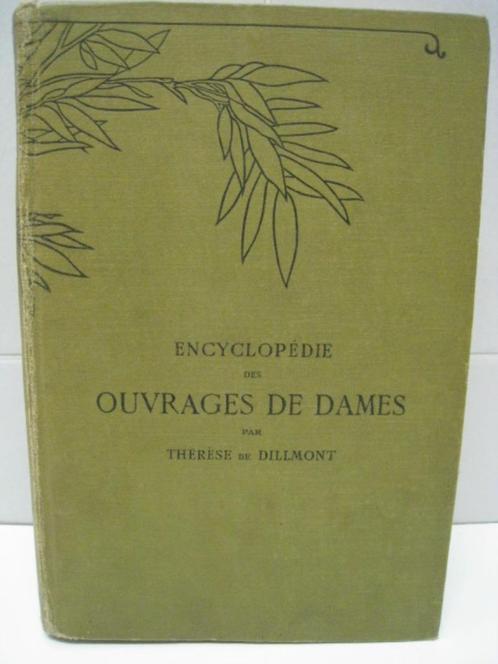 ENCYCLOPÉDIE
DES
OUVRAGES DE DAMES
PAR
THÉRÈSE DE DILLMONT